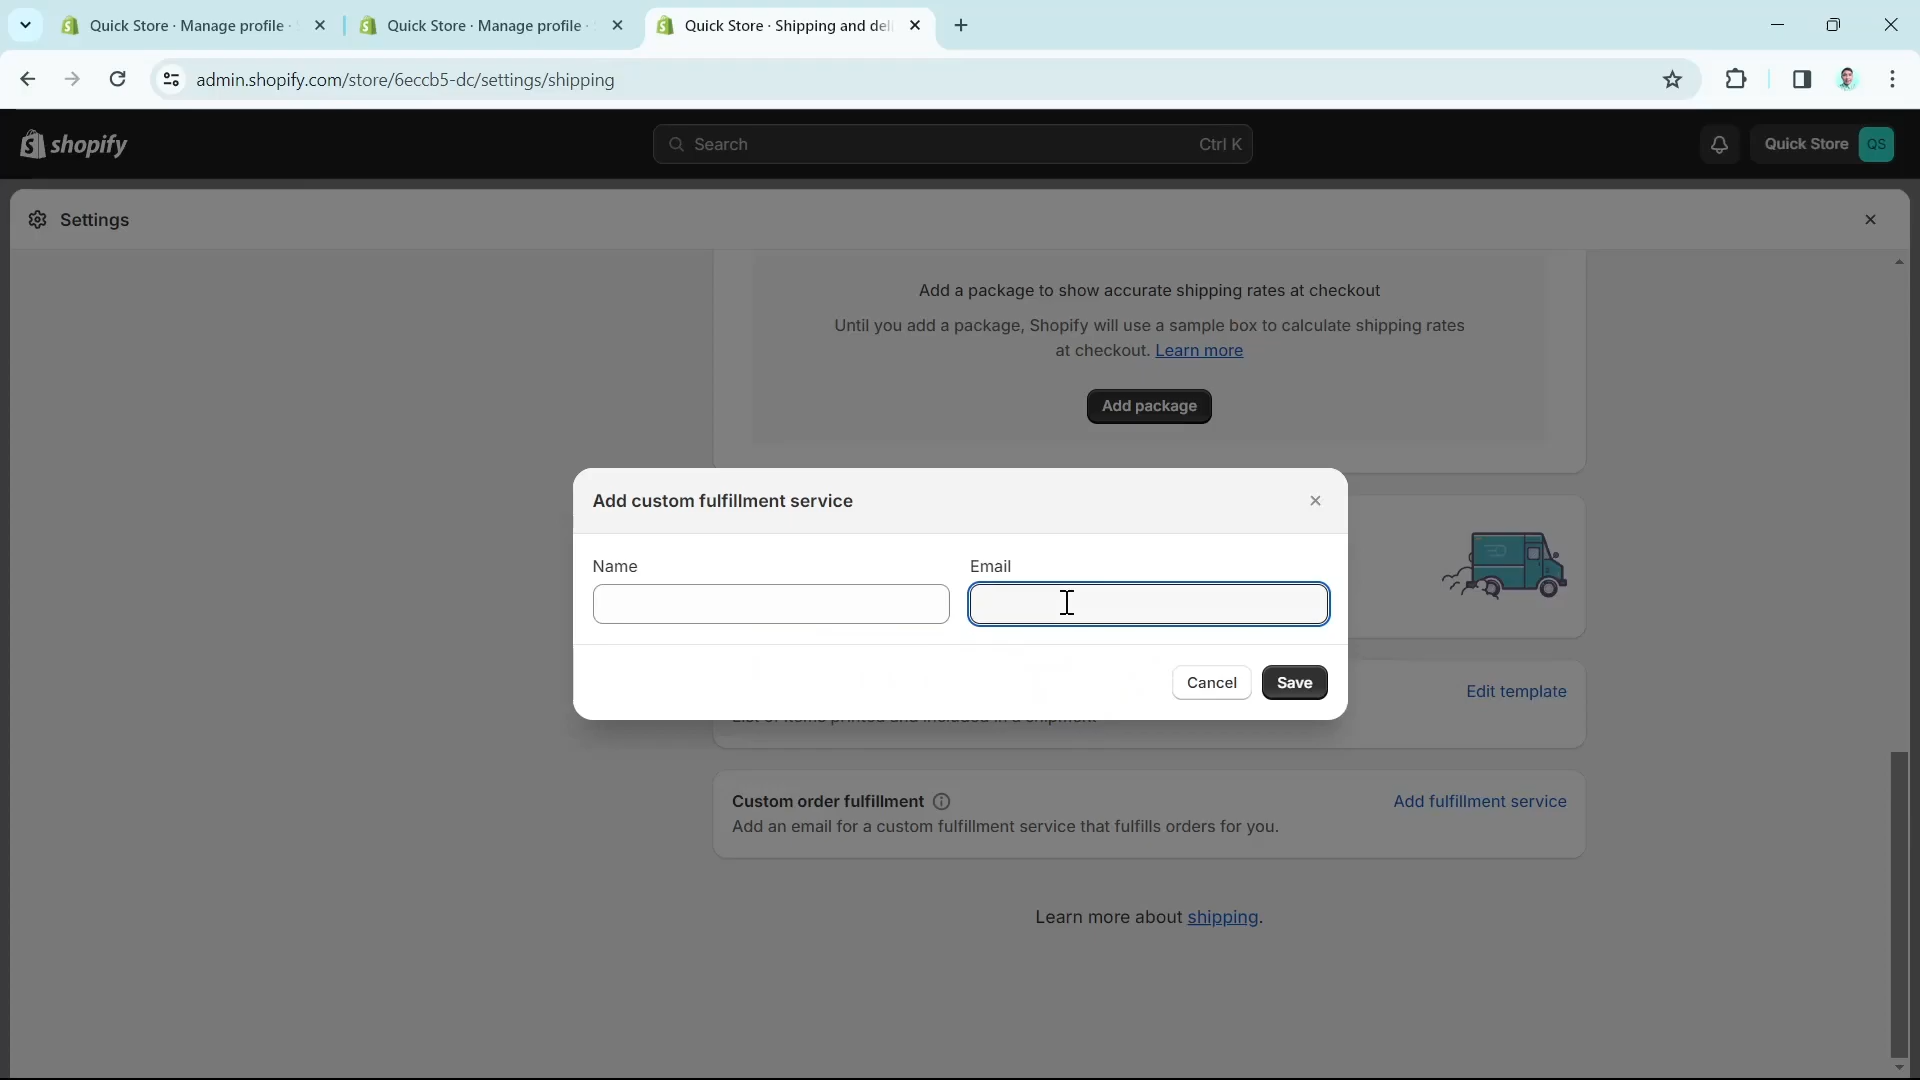 Quick Store · Manage profile ·
Quick Store · Manage profile ·
Quick Store · Shipping and deli
admin.shopify.com/store/6eccb5-dc/settings/shipping
shopify
Search
Ctrl K
Quick Store
QS
Settings
Add a package to show accurate shipping rates at checkout
Until you add a package, Shopify will use a sample box to calculate shipping rates
at checkout. Learn more
Add package
Add custom fulfillment service
Name
Email
Cancel
Save
Edit template
Custom order fulfillment
Add fulfillment service
Add an email for a custom fulfillment service that fulfills orders for you.
Learn more about shipping.